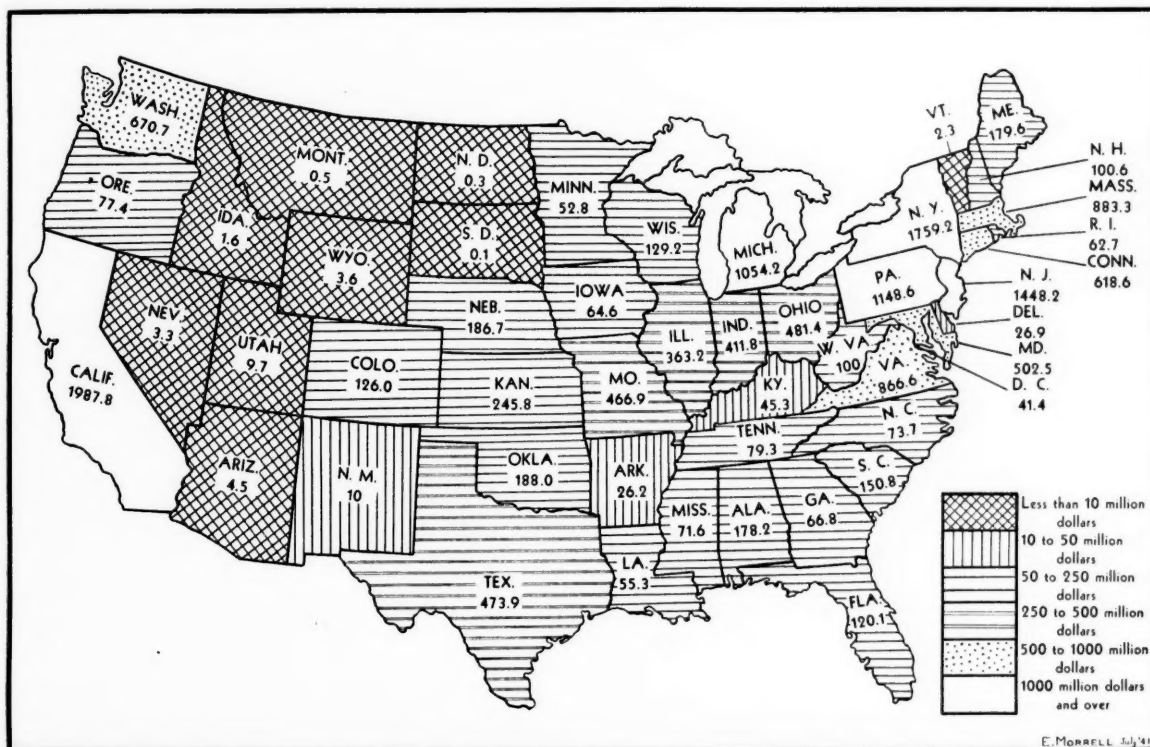 WASH.
670.7
ORE.
77.4
CALIF.
1987.8
IDA.
1.6
NEV.
3.3
MONT.
0.5
WYO.
3.6
UTAH
9.7
ARIZ.
4.5
COLO.
126.0
N. M.
10
N. D.
0.3
S. D.
0.1
NEB.
186.7
KAN.
245.8
OKLA.
188.0
TEX.
473.9
MINN.
52.8
IOWA
64.6
MO.
466.9
ARK.
26.2
LA.
55.3
WIS.
129.2
ILL.
363.2
MICH.
1054.2
IND.
411.8
OHIO
481.4
KY.
45.3
TENN.
79.3
MISS.
71.6
ALA.
178.2
GA.
66.8
FLA.
120.1
S. C.
150.8
N. C.
73.7
VA.
866.6
W. VA.
100
PA.
1148.6
N. Y.
1759.2
VT.
2.3
ME.
179.6
N. H.
100.6
MASS.
883.3
R. I.
62.7
CONN.
618.6
N. J.
1448.2
DEL.
26.9
MD.
502.5
D. C.
41.4
Less than 10 million
dollars
10 to 50 million
dollars
50 to 250 million
dollars
250 to 500 million
dollars
500 to 1000 million
dollars
1000 million dollars
and over
E. MORRELL July '41